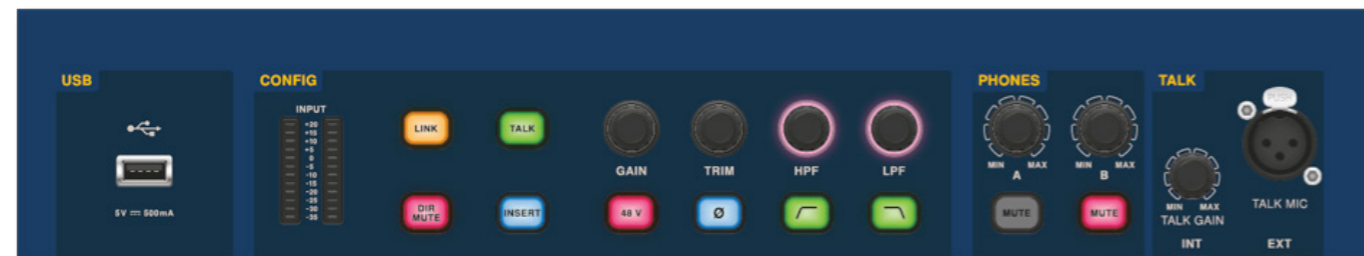 USB
5V ⎓ 500mA
CONFIG
INPUT
+20
+15
+10
+5
0
-5
-10
-15
-20
-25
-30
-35
LINK
TALK
DIR
MUTE
INSERT
GAIN
TRIM
HPF
LPF
48 V
Ø
PHONES
MIN MAX
A
MIN MAX
B
MUTE
MUTE
TALK
PUSH
MIN MAX
TALK GAIN
TALK MIC
INT
EXT